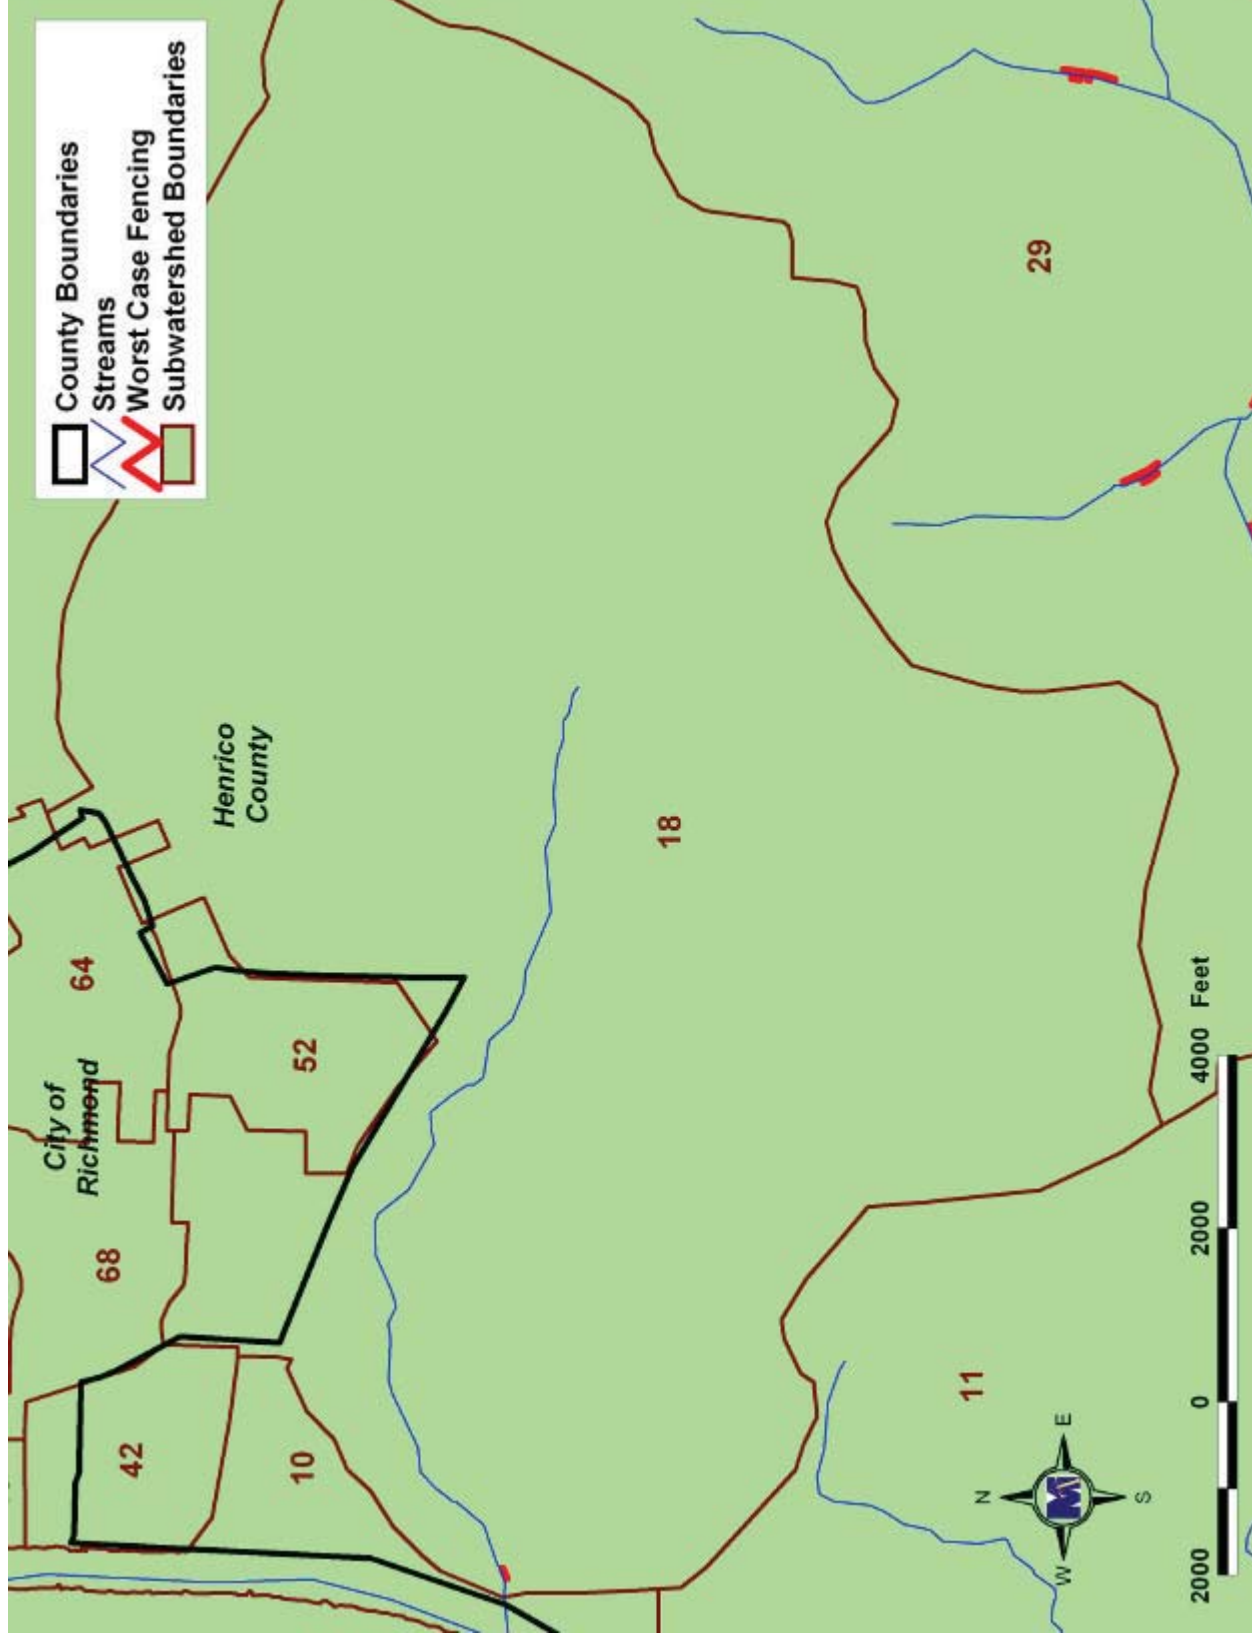 County Boundaries
Streams
Worst Case Fencing
Subwatershed Boundaries
City of
Richmond
Henrico
County
64
68
52
42
10
18
29
11
N
W
E
S
M
2000
0
2000
4000
Feet